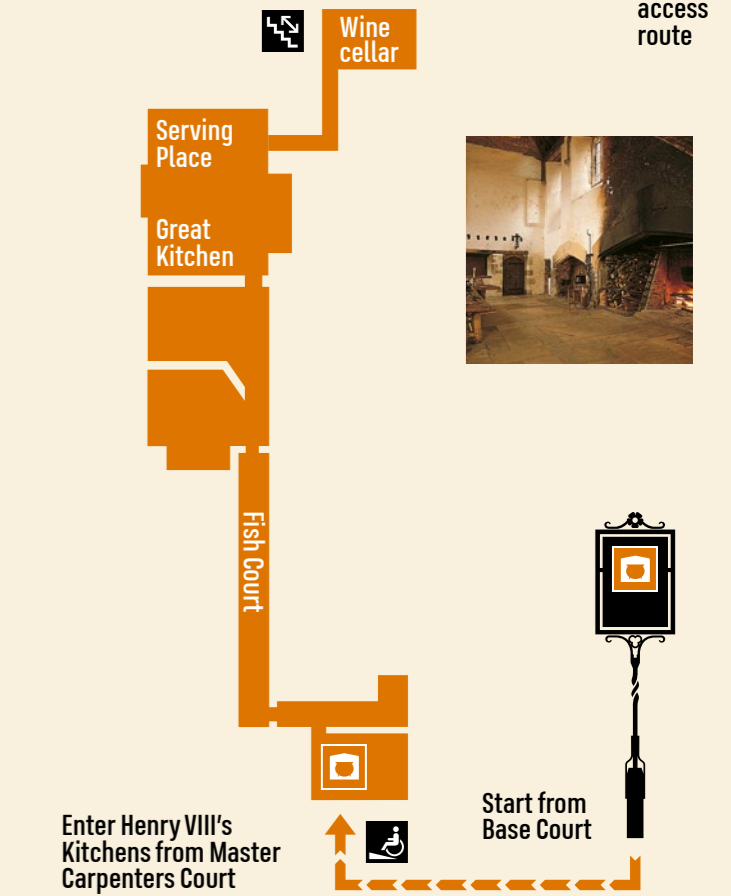 access
route
Wine
cellar
Serving
Place
Great
Kitchen
Fish Court
Start from
Base Court
Enter Henry VIII's
Kitchens from Master
Carpenters Court